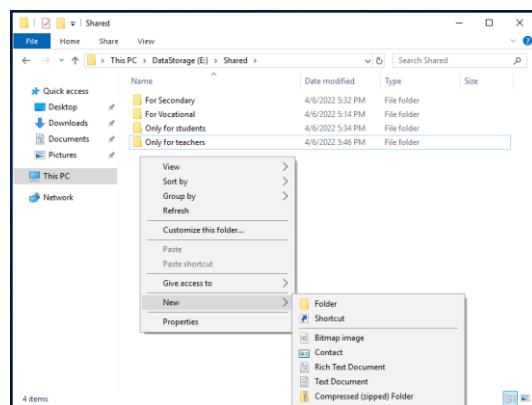 Shared
File Home Share View
This PC > DataStorage (E:) > Shared >
Search Shared
Name Date modified Type Size
Quick access
Desktop
Downloads
Documents
Pictures
This PC
Network
For Secondary 4/6/2022 5:32 PM File folder
For Vocational 4/6/2022 5:14 PM File folder
Only for students 4/6/2022 5:34 PM File folder
Only for teachers 4/6/2022 5:46 PM File folder
View
Sort by
Group by
Refresh
Customize this folder...
Paste
Paste shortcut
Give access to
New
Properties
Folder
Shortcut
Bitmap image
Contact
Rich Text Document
Text Document
Compressed (zipped) Folder
4 items